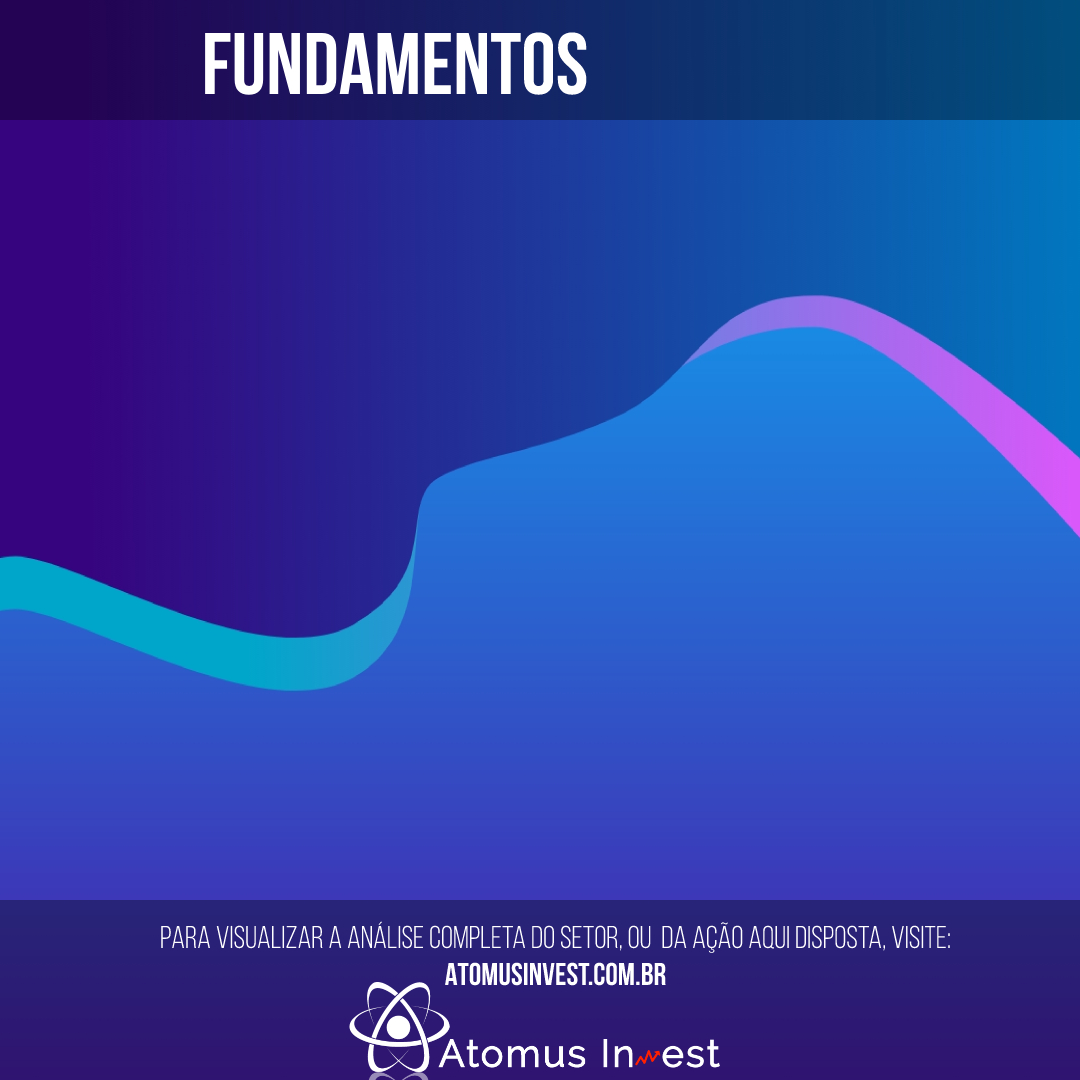 FUNDAMENTOS
PARA VISUALIZAR A ANÁLISE COMPLETA DO SETOR, OU DA AÇÃO AQUI DISPOSTA, VISITE:
ATOMUSINVEST.COM.BR
Atomus Invest